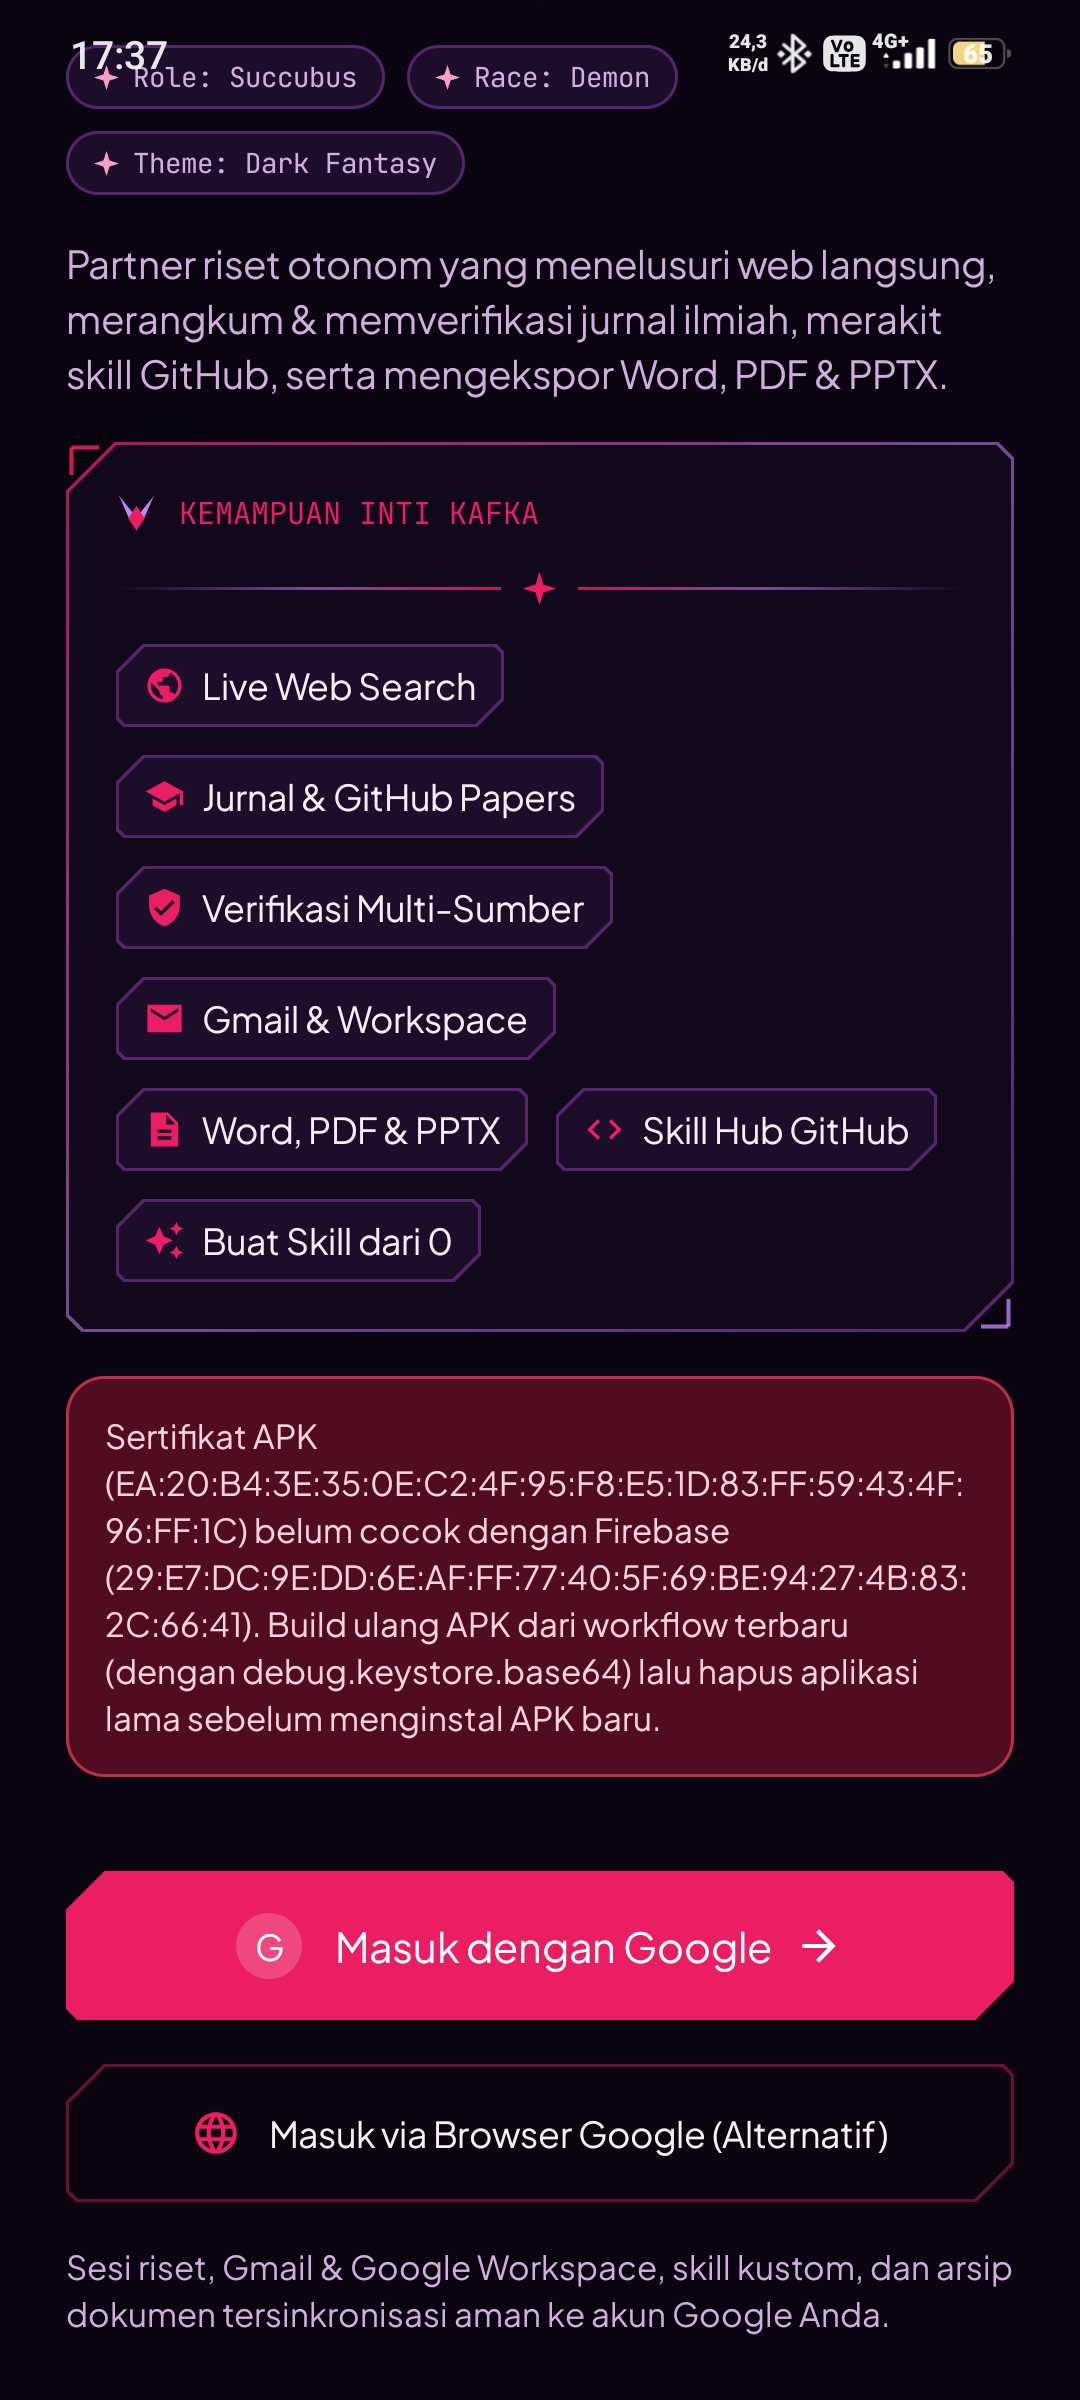 17:37
24,3
KB/d
Vo
LTE
4G+
65
Role: Succubus
Race: Demon
Theme: Dark Fantasy
Partner riset otonom yang menelusuri web langsung,
merangkum & memverifikasi jurnal ilmiah, merakit
skill GitHub, serta mengekspor Word, PDF & PPTX.
KEMAMPUAN INTI KAFKA
Live Web Search
Jurnal & GitHub Papers
Verifikasi Multi-Sumber
Gmail & Workspace
Word, PDF & PPTX
Skill Hub GitHub
Buat Skill dari 0
Sertifikat APK
(EA:20:B4:3E:35:0E:C2:4F:95:F8:E5:1D:83:FF:59:43:4F:
96:FF:1C) belum cocok dengan Firebase
(29:E7:DC:9E:DD:6E:AF:FF:77:40:5F:69:BE:94:27:4B:83:
2C:66:41). Build ulang APK dari workflow terbaru
(dengan debug.keystore.base64) lalu hapus aplikasi
lama sebelum menginstal APK baru.
G Masuk dengan Google
Masuk via Browser Google (Alternatif)
Sesi riset, Gmail & Google Workspace, skill kustom, dan arsip
dokumen tersinkronisasi aman ke akun Google Anda.